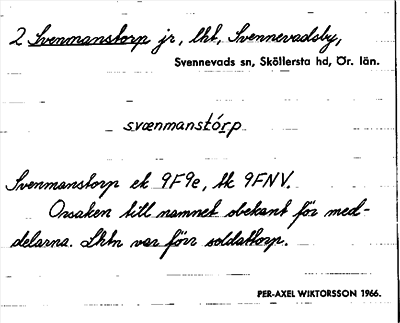 2 Svenmanstorp jr, lht, Svennevadsby,
Svennevads sn, Sköllersta hd, Ör. län.
svænmanstórp
Svenmanstorp ek 9F9e, tk 9FNV.
Orsaken till namnet obekant för med-
delarna. Lhtn var förr soldattorp.
PER-AXEL WIKTORSSON 1966.